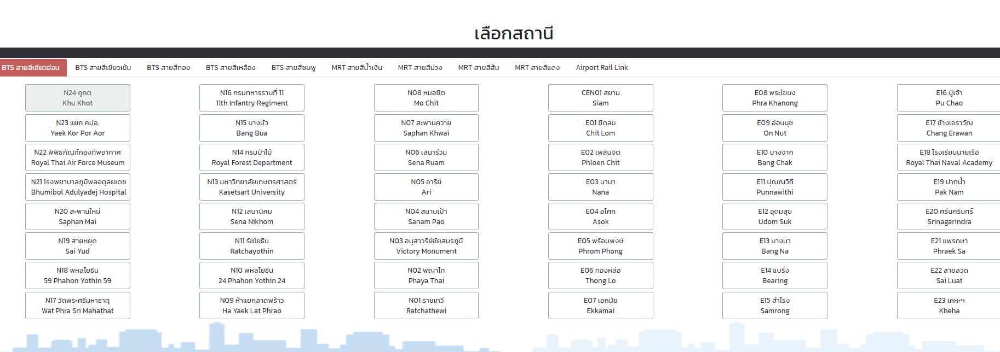 เลือกสถานี
BTS สายสีเขียวอ่อน
BTS สายสีเขียวเข้ม
BTS สายสีทอง
BTS สายสีเหลือง
BTS สายสีชมพู
MRT สายสีน้ำเงิน
MRT สายสีม่วง
MRT สายสีส้ม
MRT สายสีแดง
Airport Rail Link
N24 คูคต
Khu Khot
N23 แยก คปอ.
Yaek Kor Por Aor
N22 พิพิธภัณฑ์กองทัพอากาศ
Royal Thai Air Force Museum
N21 โรงพยาบาลภูมิพลอดุลยเดช
Bhumibol Adulyadej Hospital
N20 สะพานใหม่
Saphan Mai
N19 สายหยุด
Sai Yud
N18 พหลโยธิน
59 Phahon Yothin 59
N17 วัดพระศรีมหาธาตุ
Wat Phra Sri Mahathat
N16 กรมทหารราบที่ 11
11th Infantry Regiment
N15 บางบัว
Bang Bua
N14 กรมป่าไม้
Royal Forest Department
N13 มหาวิทยาลัยเกษตรศาสตร์
Kasetsart University
N12 เสนานิคม
Sena Nikhom
N11 รัชโยธิน
Ratchayothin
N10 พหลโยธิน
24 Phahon Yothin 24
N09 ห้าแยกลาดพร้าว
Ha Yaek Lat Phrao
N08 หมอชิต
Mo Chit
N07 สะพานควาย
Saphan Khwai
N06 เสนาร่วม
Sena Ruam
N05 อารีย์
Ari
N04 สนามเป้า
Sanam Pao
N03 อนุสาวรีย์ชัยสมรภูมิ
Victory Monument
N02 พญาไท
Phaya Thai
N01 ราชเทวี
Ratchathewi
CEN01 สยาม
Siam
E01 ชิดลม
Chit Lom
E02 เพลินจิต
Phloen Chit
E03 นานา
Nana
E04 อโศก
Asok
E05 พร้อมพงษ์
Phrom Phong
E06 ทองหล่อ
Thong Lo
E07 เอกมัย
Ekkamai
E08 พระโขนง
Phra Khanong
E09 อ่อนนุช
On Nut
E10 บางจาก
Bang Chak
E11 ปุณณวิถี
Punnawithi
E12 อุดมสุข
Udom Suk
E13 บางนา
Bang Na
E14 แบริ่ง
Bearing
E15 สำโรง
Samrong
E16 ปู่เจ้า
Pu Chao
E17 ช้างเอราวัณ
Chang Erawan
E18 โรงเรียนนายเรือ
Royal Thai Naval Academy
E19 ปากน้ำ
Pak Nam
E20 ศรีนครินทร์
Srinagarindra
E21 แพรกษา
Phraek Sa
E22 สายลวด
Sai Luat
E23 เคหะฯ
Kheha